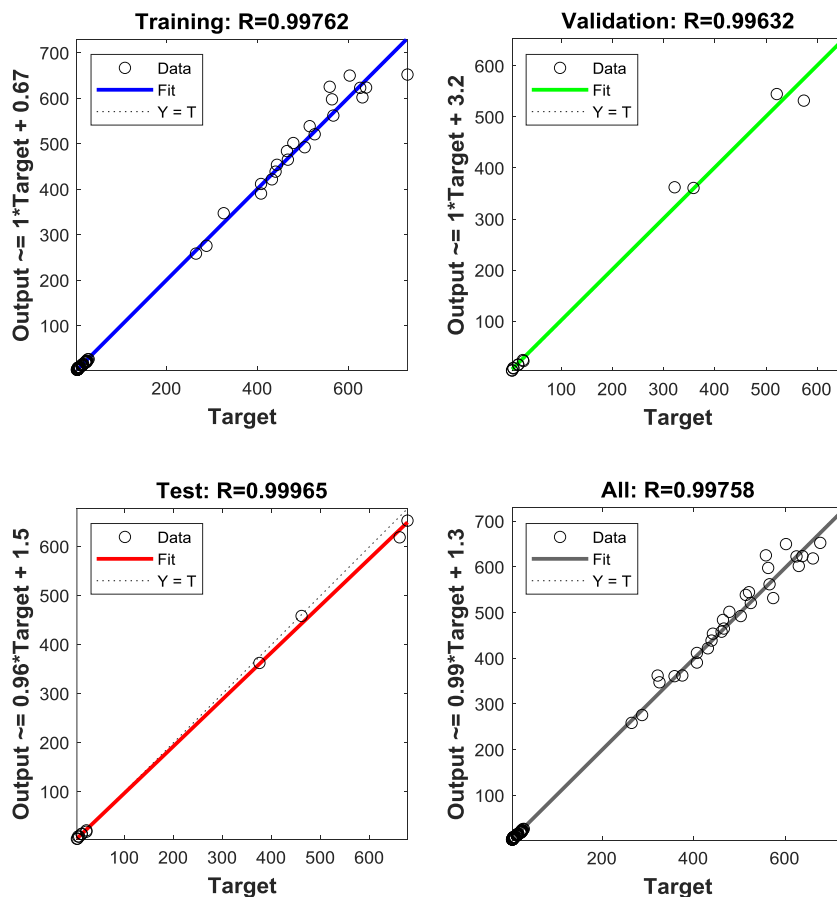 Training: R=0.99762
Output ~= 1*Target + 0.67
700
600
500
400
300
200
100
Data
Fit
Y = T
200
400
600
Target
Validation: R=0.99632
Output ~= 1*Target + 3.2
600
500
400
300
200
100
Data
Fit
Y = T
100
200
300
400
500
600
Target
Test: R=0.99965
Output ~= 0.96*Target + 1.5
600
500
400
300
200
100
Data
Fit
Y = T
100
200
300
400
500
600
Target
All: R=0.99758
Output ~= 0.99*Target + 1.3
700
600
500
400
300
200
100
Data
Fit
Y = T
200
400
600
Target